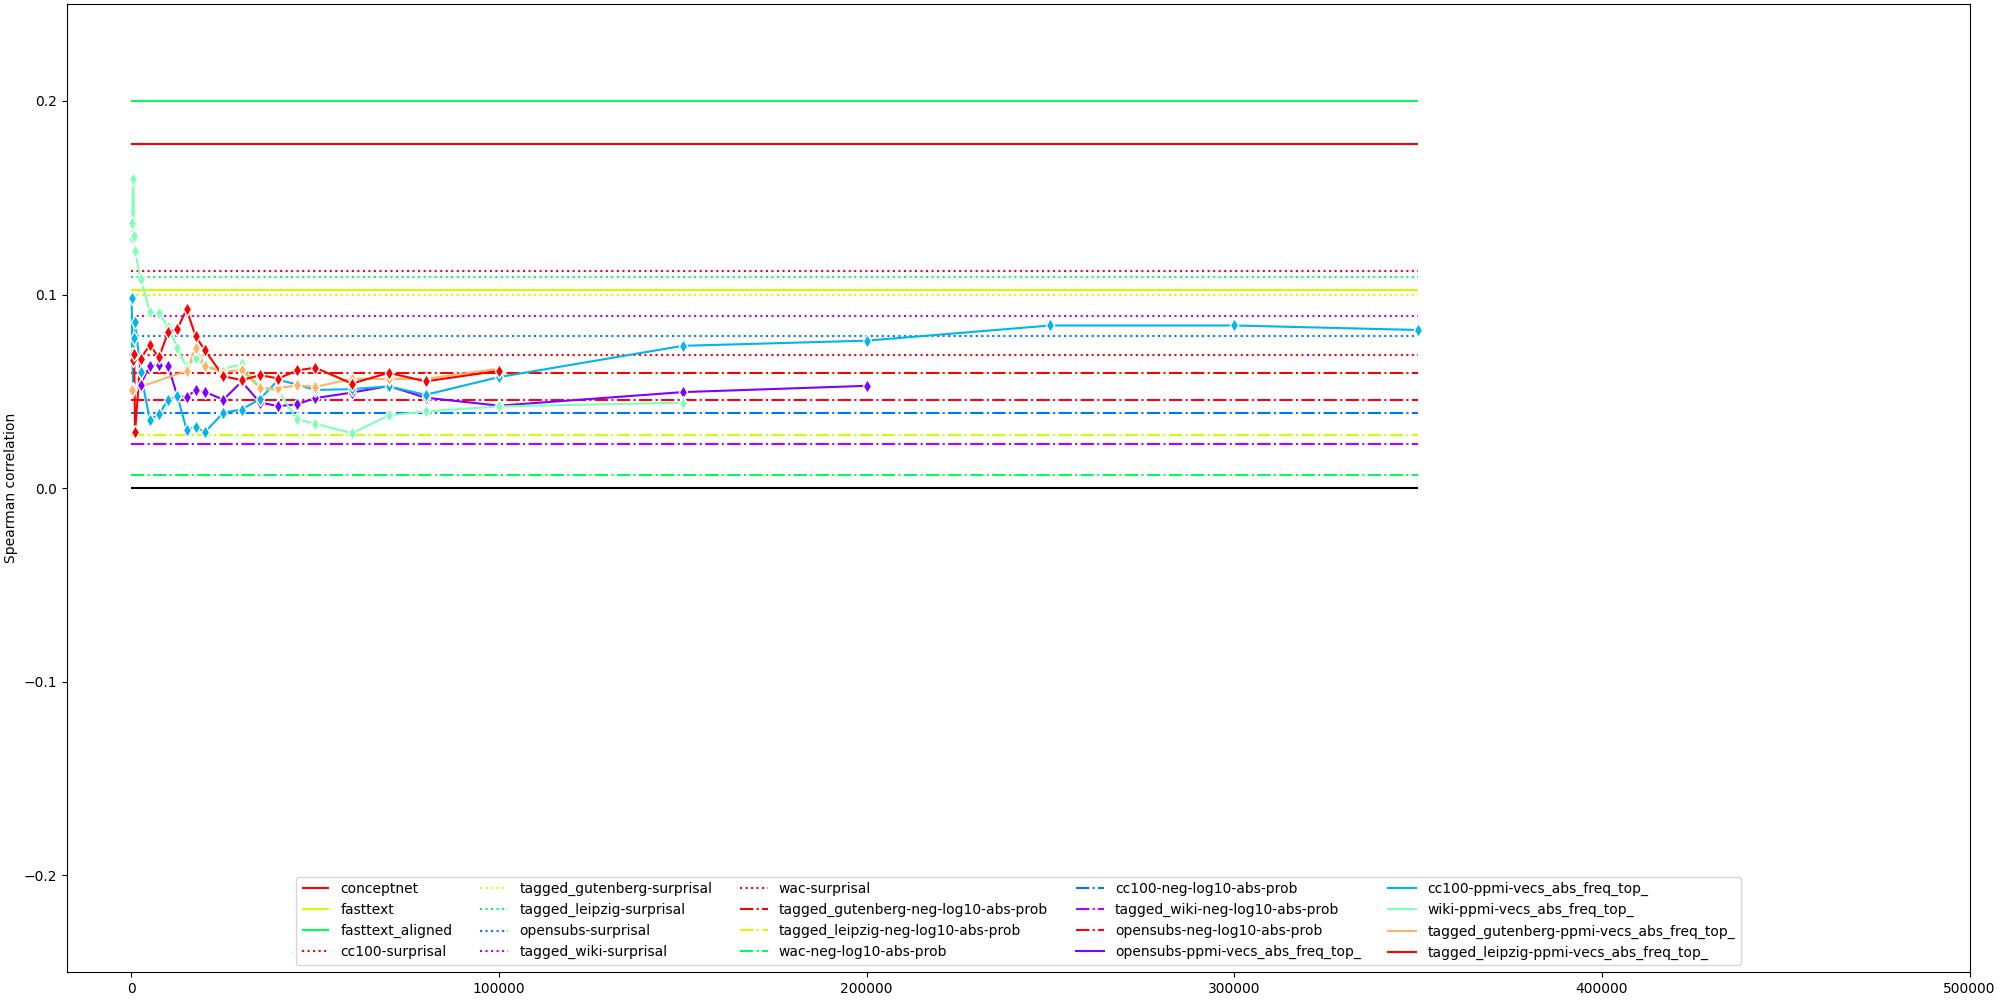 0.2
0.1
0.0
−0.1
−0.2
Spearman correlation
conceptnet
fasttext
fasttext_aligned
cc100-surprisal
tagged_gutenberg-surprisal
tagged_leipzig-surprisal
opensubs-surprisal
tagged_wiki-surprisal
wac-surprisal
tagged_gutenberg-neg-log10-abs-prob
tagged_leipzig-neg-log10-abs-prob
wac-neg-log10-abs-prob
cc100-neg-log10-abs-prob
tagged_wiki-neg-log10-abs-prob
opensubs-neg-log10-abs-prob
opensubs-ppmi-vecs_abs_freq_top_
cc100-ppmi-vecs_abs_freq_top_
wiki-ppmi-vecs_abs_freq_top_
tagged_gutenberg-ppmi-vecs_abs_freq_top_
tagged_leipzig-ppmi-vecs_abs_freq_top_
0 100000 200000 300000 400000 500000